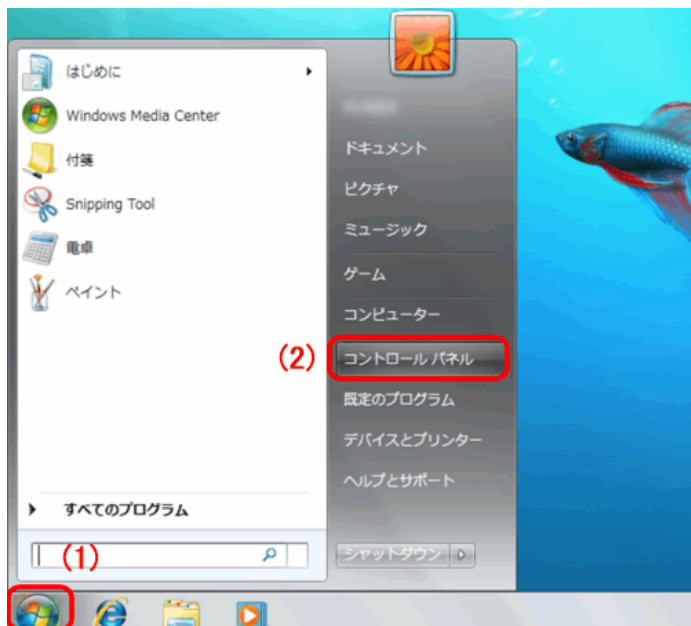 はじめに
Windows Media Center
付箋
Snipping Tool
電卓
ペイント
すべてのプログラム
(1)
ドキュメント
ピクチャ
ミュージック
ゲーム
コンピューター
(2)
コントロール パネル
既定のプログラム
デバイスとプリンター
ヘルプとサポート
シャットダウン